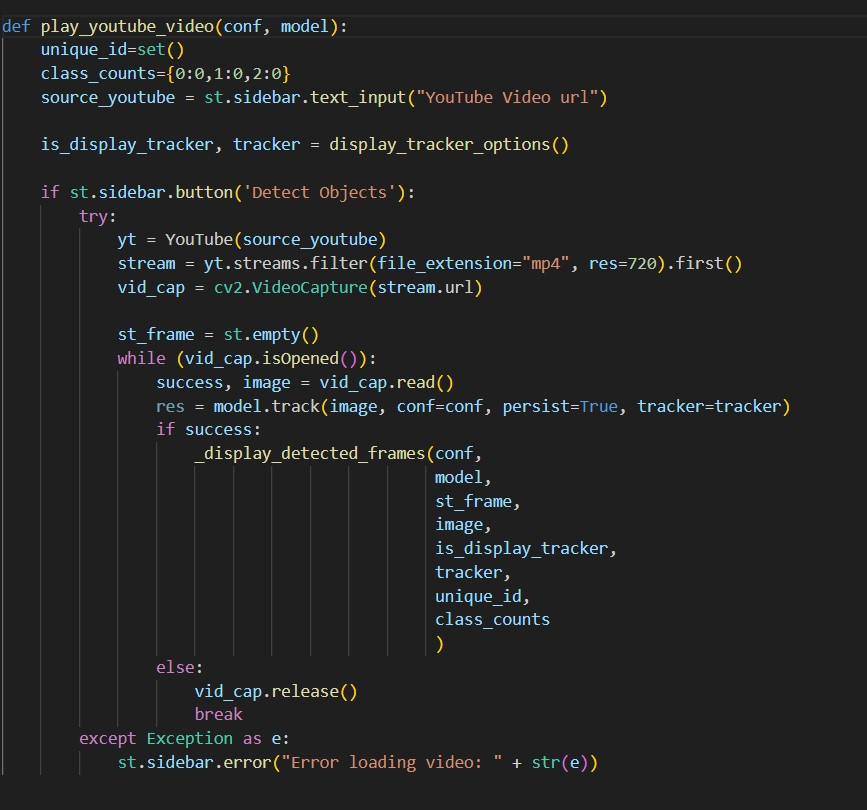 def play_youtube_video(conf, model):
    unique_id=set()
    class_counts={0:0,1:0,2:0}
    source_youtube = st.sidebar.text_input("YouTube Video url")

    is_display_tracker, tracker = display_tracker_options()

    if st.sidebar.button('Detect Objects'):
        try:
            yt = YouTube(source_youtube)
            stream = yt.streams.filter(file_extension="mp4", res=720).first()
            vid_cap = cv2.VideoCapture(stream.url)

            st_frame = st.empty()
            while (vid_cap.isOpened()):
                success, image = vid_cap.read()
                res = model.track(image, conf=conf, persist=True, tracker=tracker)
                if success:
                    _display_detected_frames(conf,
                                             model,
                                             st_frame,
                                             image,
                                             is_display_tracker,
                                             tracker,
                                             unique_id,
                                             class_counts
                                             )
                else:
                    vid_cap.release()
                    break
        except Exception as e:
            st.sidebar.error("Error loading video: " + str(e))